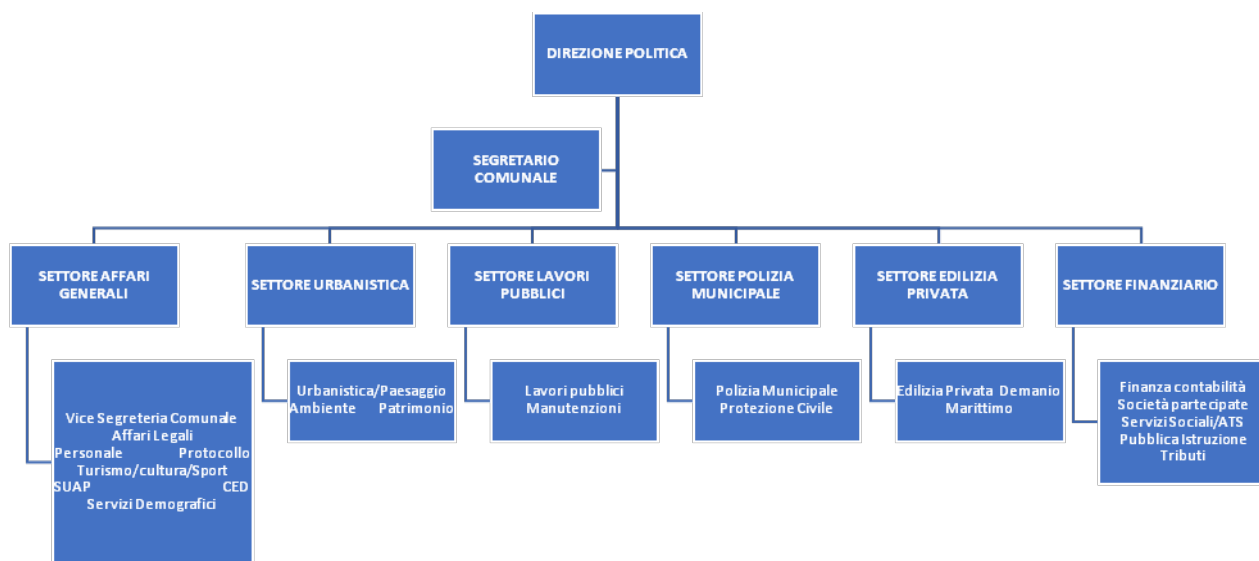 DIREZIONE POLITICA
SEGRETARIO
COMUNALE
SETTORE AFFARI
GENERALI
SETTORE URBANISTICA
SETTORE LAVORI
PUBBLICI
SETTORE POLIZIA
MUNICIPALE
SETTORE EDILIZIA
PRIVATA
SETTORE FINANZIARIO
Vice Segreteria Comunale
Affari Legali
Personale Protocollo
Turismo/cultura/Sport
SUAP CED
Servizi Demografici
Urbanistica/Paesaggio
Ambiente Patrimonio
Lavori pubblici
Manutenzioni
Polizia Municipale
Protezione Civile
Edilizia Privata Demanio
Marittimo
Finanza contabilità
Società partecipate
Servizi Sociali/ATS
Pubblica Istruzione
Tributi